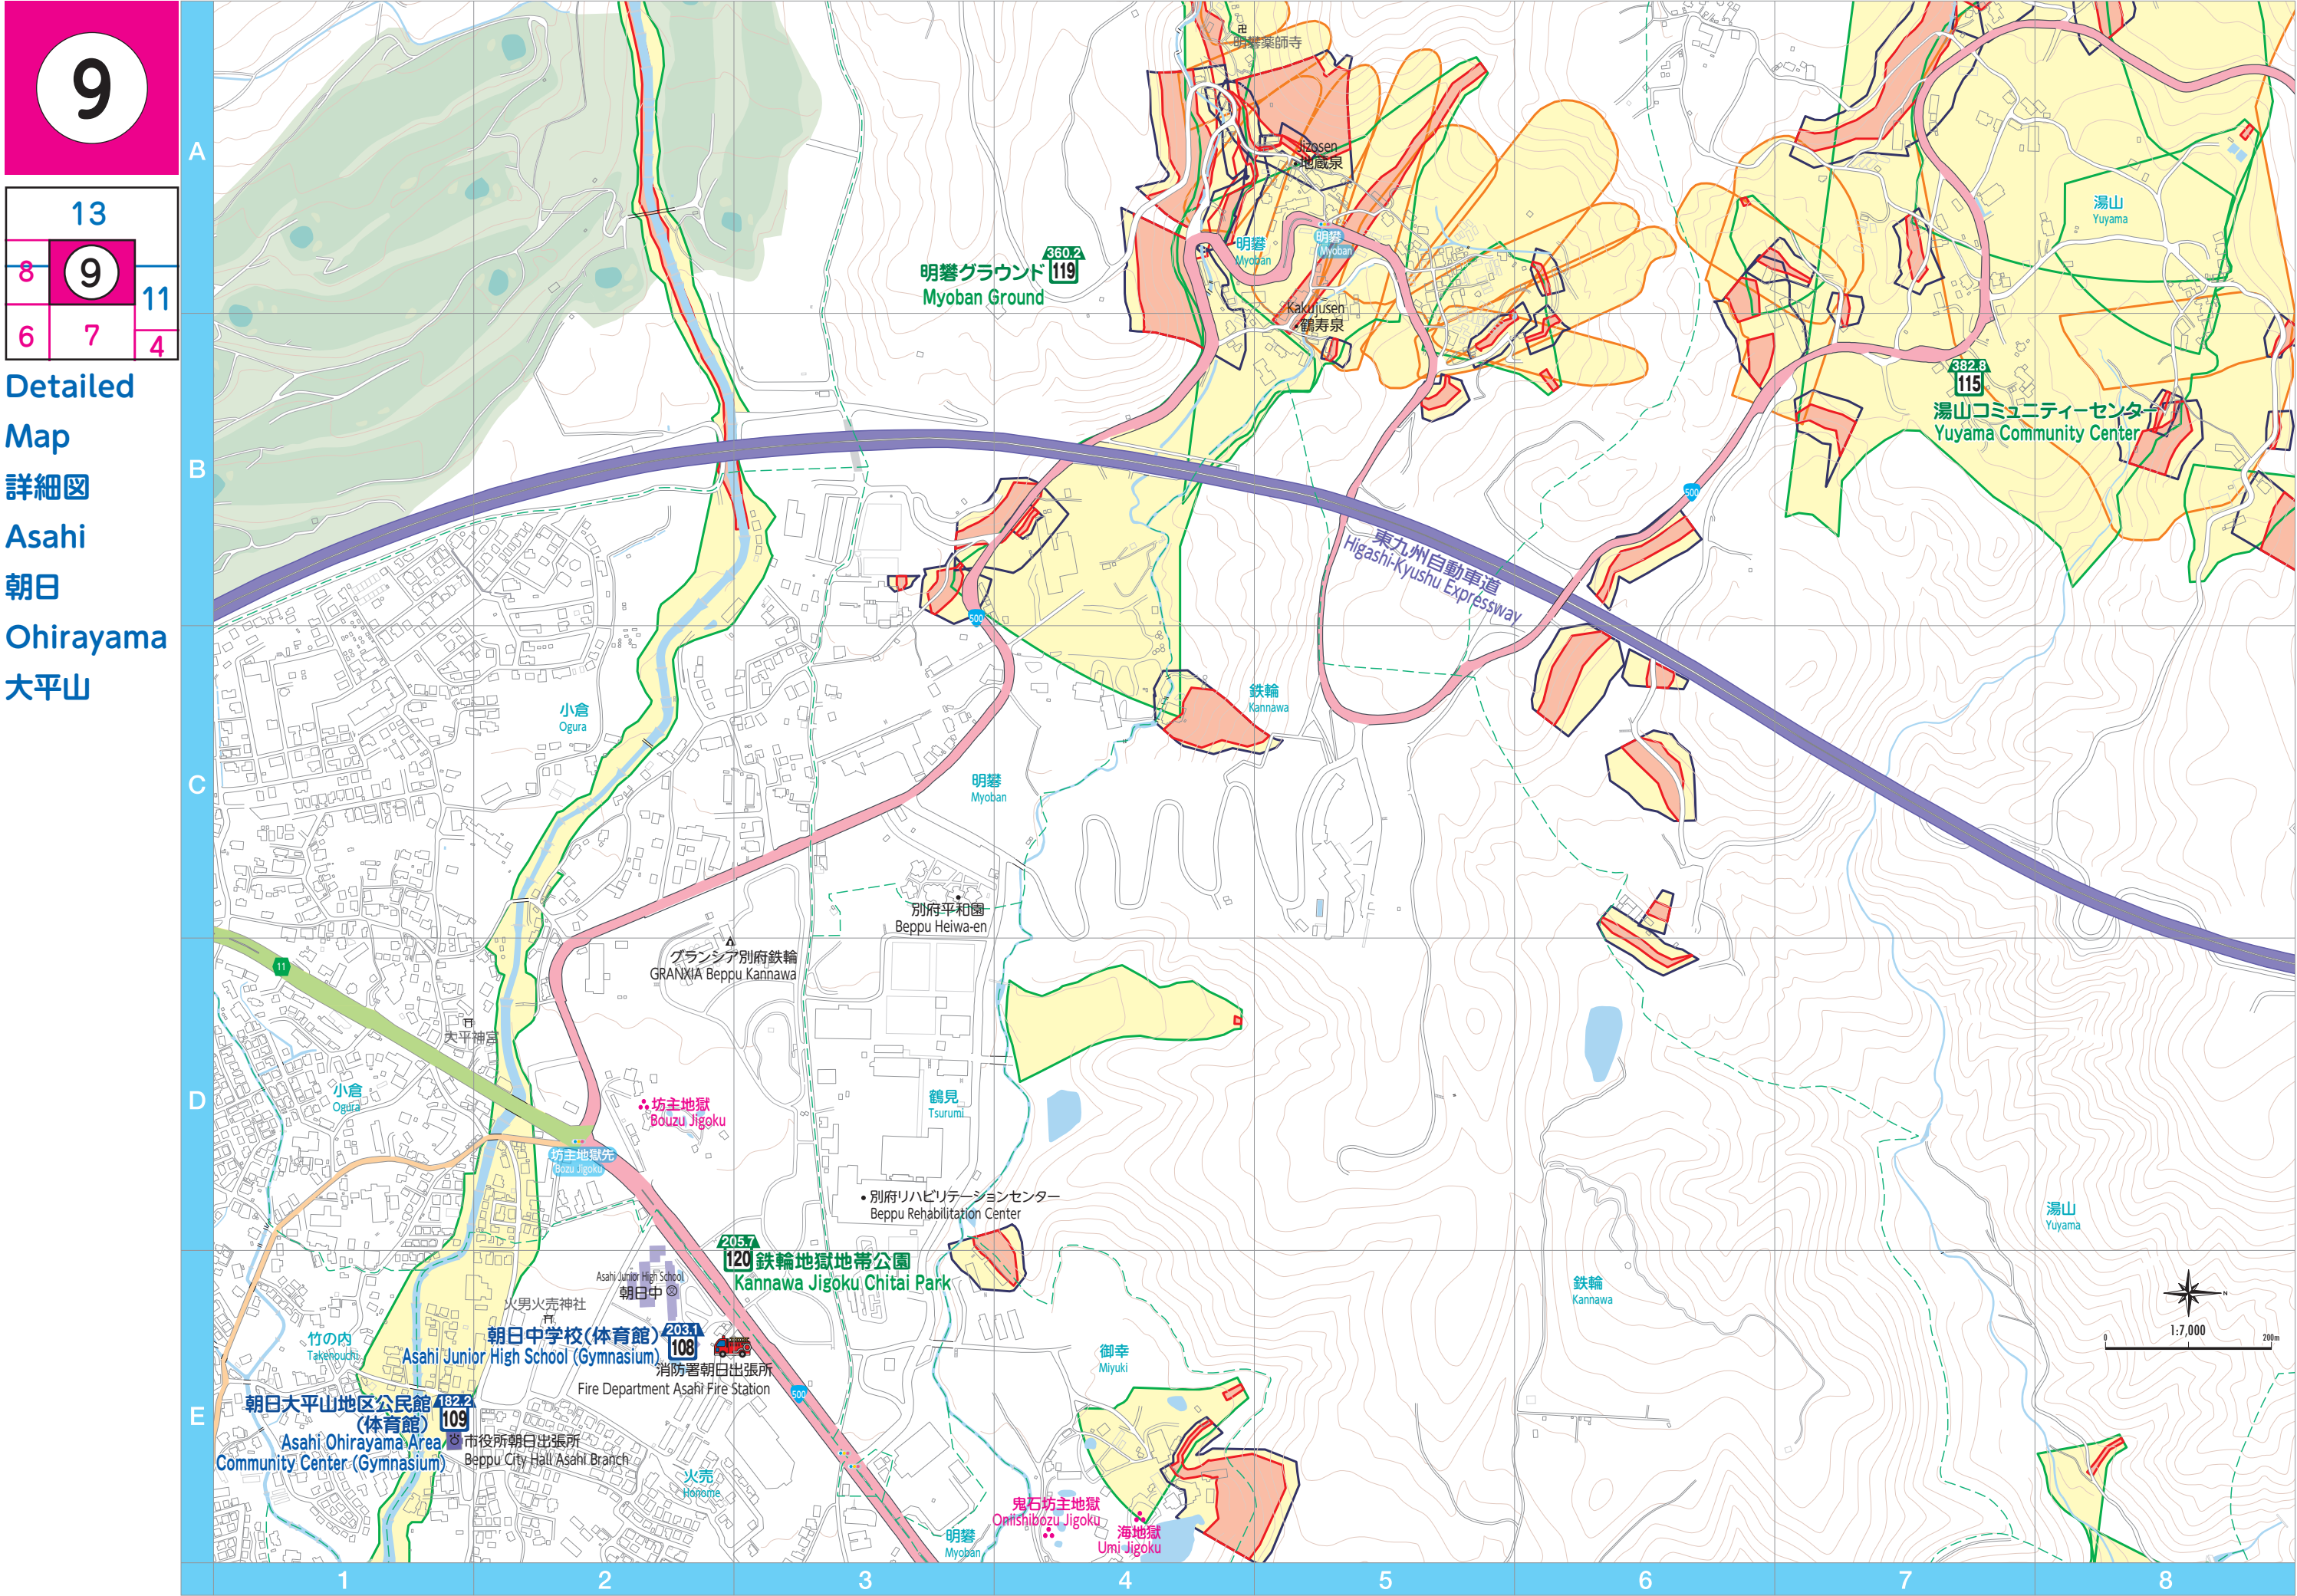 9
13
8
9
11
6
7
4
Detailed
Map
詳細図
Asahi
朝日
Ohirayama
大平山
A
B
C
D
E
1
2
3
4
5
6
7
8
明礬薬師寺
Jizosen
地蔵泉
明礬
Myoban
明礬
Myoban
360.2
119
明礬グラウンド
Myoban Ground
Kakujusen
鶴寿泉
湯山
Yuyama
382.8
115
湯山コミュニティーセンター
Yuyama Community Center
500
東九州自動車道
Higashi-Kyushu Expressway
500
小倉
Ogura
鉄輪
Kannawa
明礬
Myoban
別府平和園
Beppu Heiwa-en
グランシア別府鉄輪
GRANXIA Beppu Kannawa
11
大平神宮
小倉
Ogura
坊主地獄
Bouzu Jigoku
鶴見
Tsurumi
坊主地獄先
Bozu Jigoku
別府リハビリテーションセンター
Beppu Rehabilitation Center
湯山
Yuyama
205.7
120
鉄輪地獄地帯公園
Kannawa Jigoku Chitai Park
Asahi Junior High School
朝日中
鉄輪
Kannawa
火男火売神社
竹の内
Takenouchi
朝日中学校(体育館)
203.1
108
Asahi Junior High School (Gymnasium)
消防署朝日出張所
Fire Department Asahi Fire Station
御幸
Miyuki
500
朝日大平山地区公民館
(体育館)
182.2
109
Asahi Ohirayama Area
Community Center (Gymnasium)
市役所朝日出張所
Beppu City Hall Asahi Branch
火売
Honome
鬼石坊主地獄
Oniishibozu Jigoku
海地獄
Umi Jigoku
明礬
Myoban
N
1:7,000
0
200m